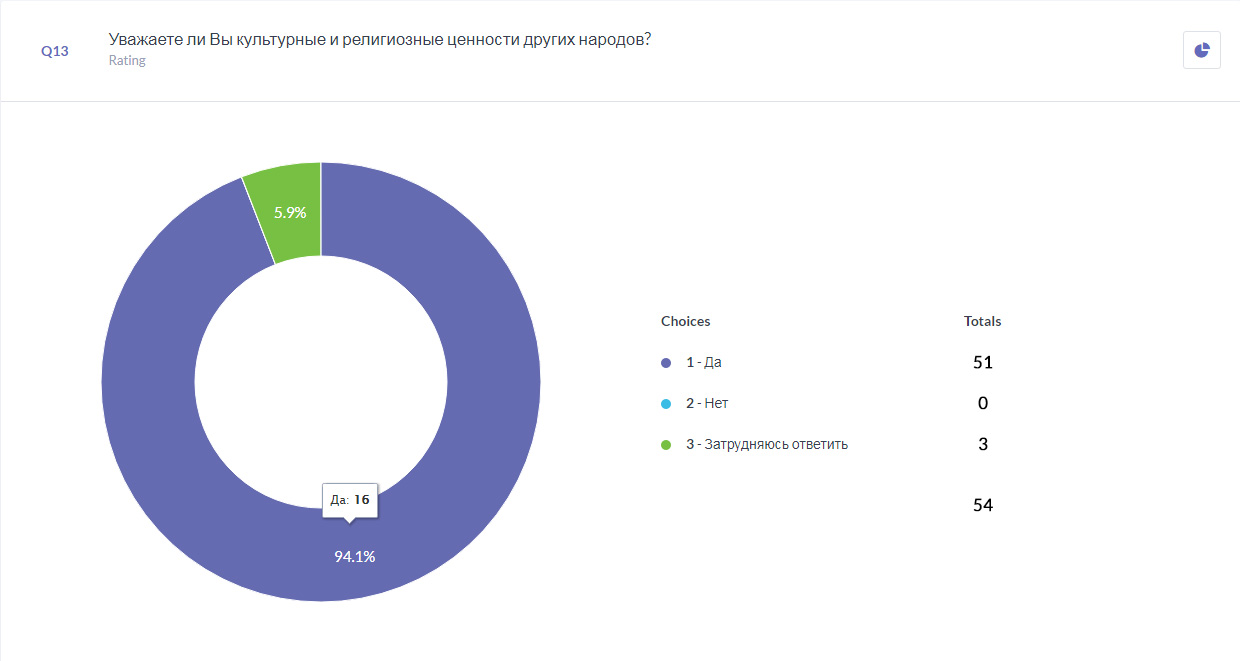 Q13
Уважаете ли Вы культурные и религиозные ценности других народов?
Rating
5.9%
Да: 16
94.1%
Choices Totals
1 - Да 51
2 - Нет 0
3 - Затрудняюсь ответить 3
54